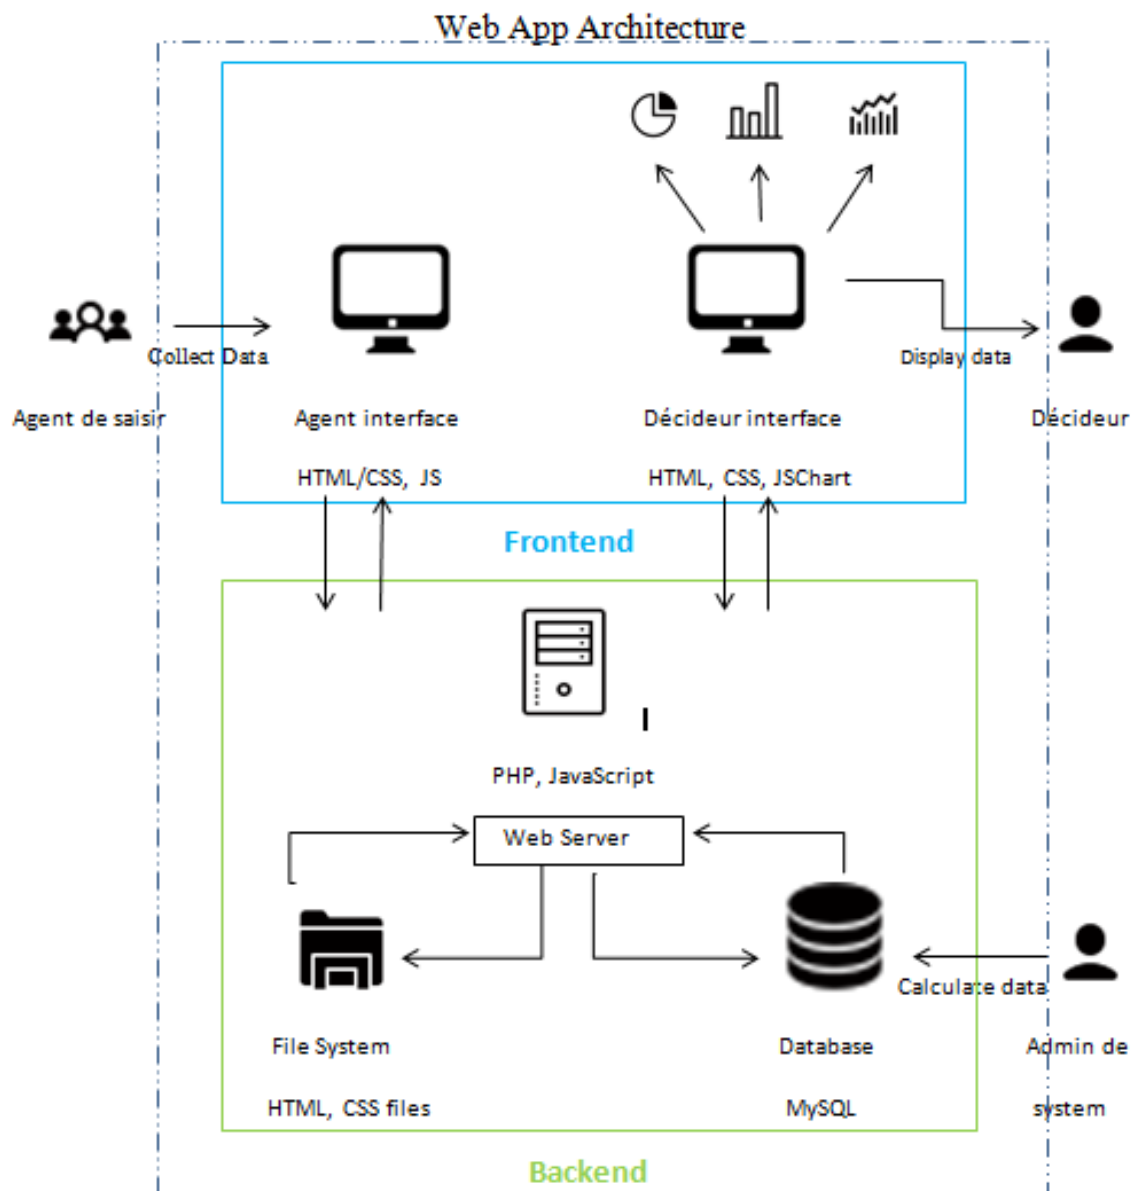 Web App Architecture
Collect Data
Display data
Agent de saisir
Agent interface
Décideur interface
Décideur
HTML/CSS, JS
HTML, CSS, JSChart
Frontend
PHP, JavaScript
Web Server
Calculate data
File System
Database
Admin de
HTML, CSS files
MySQL
system
Backend